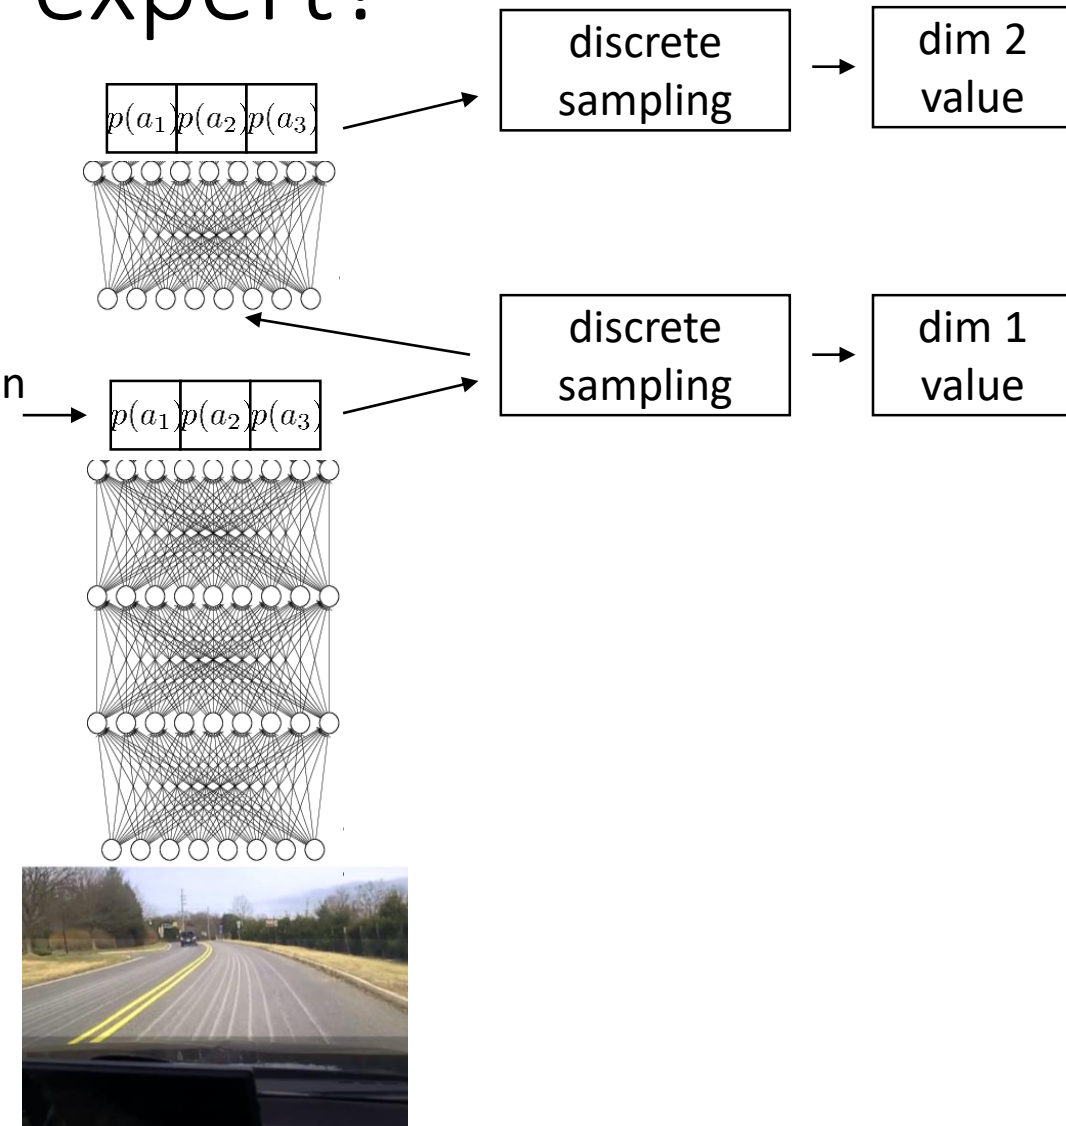 expert?
discrete
sampling
dim 2
value
p(a₁) p(a₂) p(a₃)
discrete
sampling
dim 1
value
n
p(a₁) p(a₂) p(a₃)